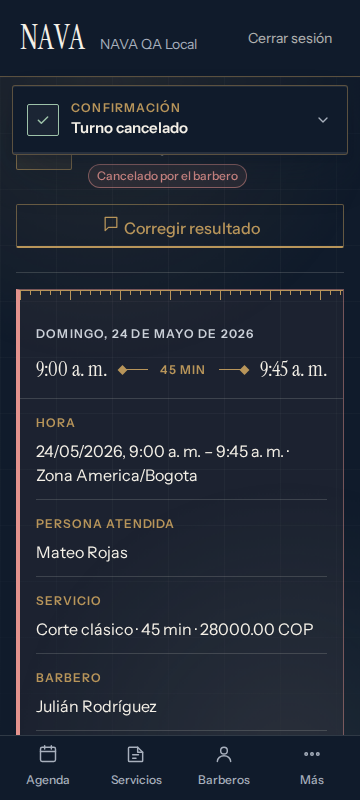 NAVA NAVA QA Local Cerrar sesión
CONFIRMACIÓN
Turno cancelado
Cancelado por el barbero
Corregir resultado
DOMINGO, 24 DE MAYO DE 2026
9:00 a. m. 45 MIN 9:45 a. m.
HORA
24/05/2026, 9:00 a. m. – 9:45 a. m. ·
Zona America/Bogota
PERSONA ATENDIDA
Mateo Rojas
SERVICIO
Corte clásico · 45 min · 28000.00 COP
BARBERO
Julián Rodríguez
Agenda Servicios Barberos Más